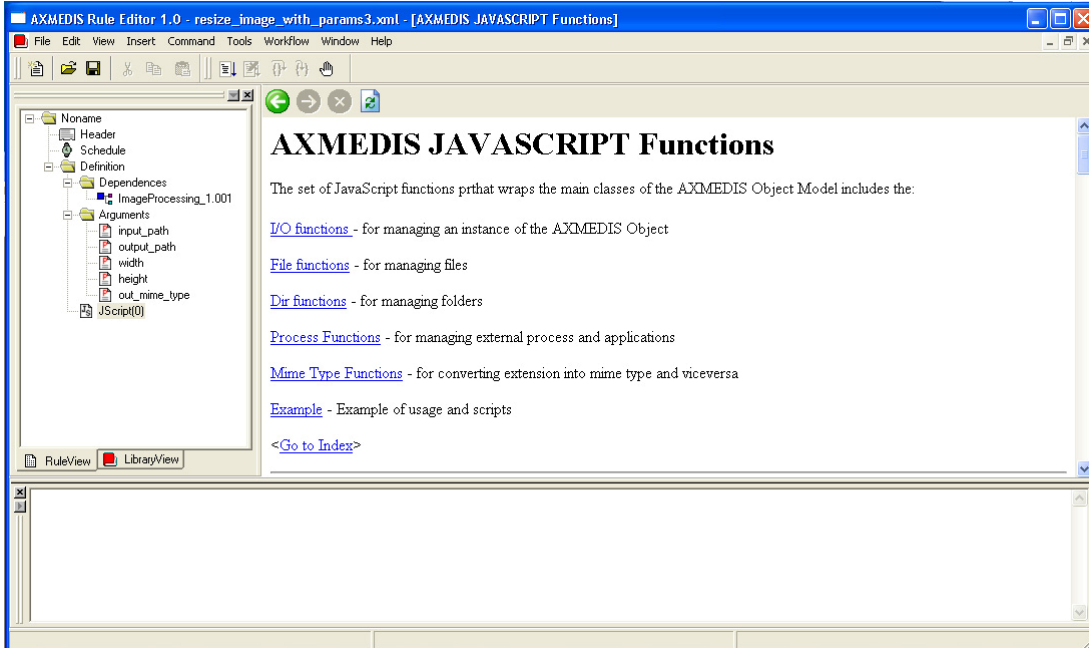 AXMEDIS Rule Editor 1.0 - resize_image_with_params3.xml - [AXMEDIS JAVASCRIPT Functions]
File Edit View Insert Command Tools Workflow Window Help
Noname
Header
Schedule
Definition
Dependences
ImageProcessing_1.001
Arguments
input_path
output_path
width
height
out_mime_type
JScript(0)
RuleView LibraryView
AXMEDIS JAVASCRIPT Functions
The set of JavaScript functions prthat wraps the main classes of the AXMEDIS Object Model includes the:
I/O functions - for managing an instance of the AXMEDIS Object
File functions - for managing files
Dir functions - for managing folders
Process Functions - for managing external process and applications
Mime Type Functions - for converting extension into mime type and viceversa
Example - Example of usage and scripts
<Go to Index>